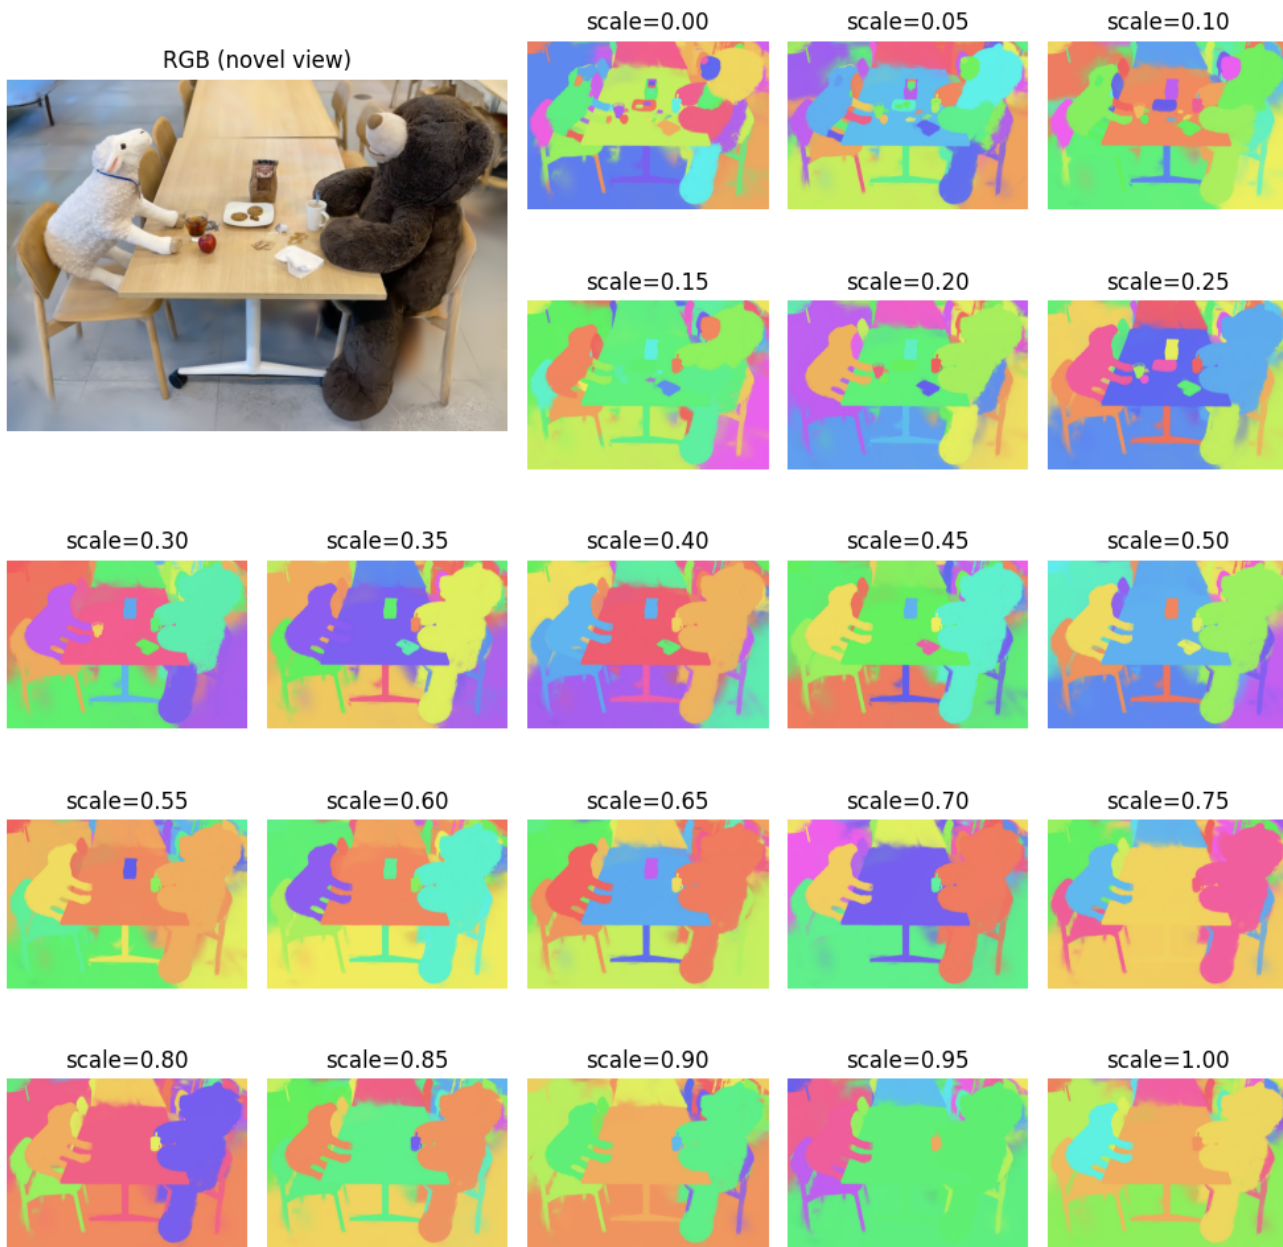 RGB (novel view)
scale=0.00
scale=0.05
scale=0.10
scale=0.15
scale=0.20
scale=0.25
scale=0.30
scale=0.35
scale=0.40
scale=0.45
scale=0.50
scale=0.55
scale=0.60
scale=0.65
scale=0.70
scale=0.75
scale=0.80
scale=0.85
scale=0.90
scale=0.95
scale=1.00